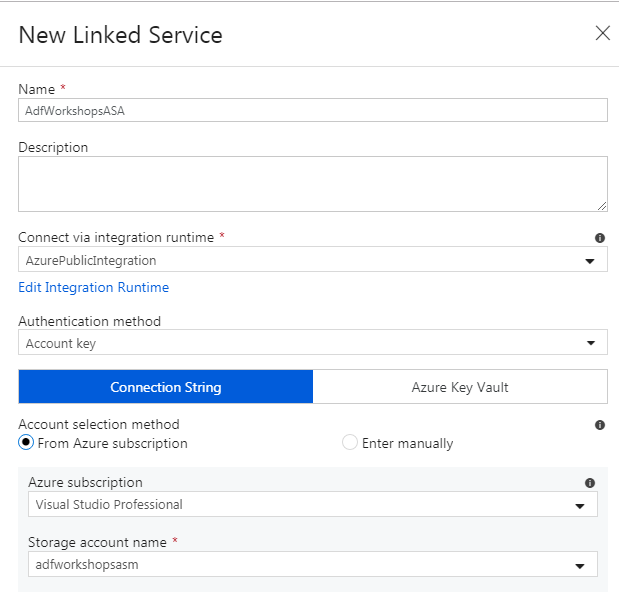 New Linked Service
Name *
AdfWorkshopsASA
Description
Connect via integration runtime *
AzurePublicIntegration
Edit Integration Runtime
Authentication method
Account key
Connection String
Azure Key Vault
Account selection method
From Azure subscription
Enter manually
Azure subscription
Visual Studio Professional
Storage account name *
adfworkshopsasm